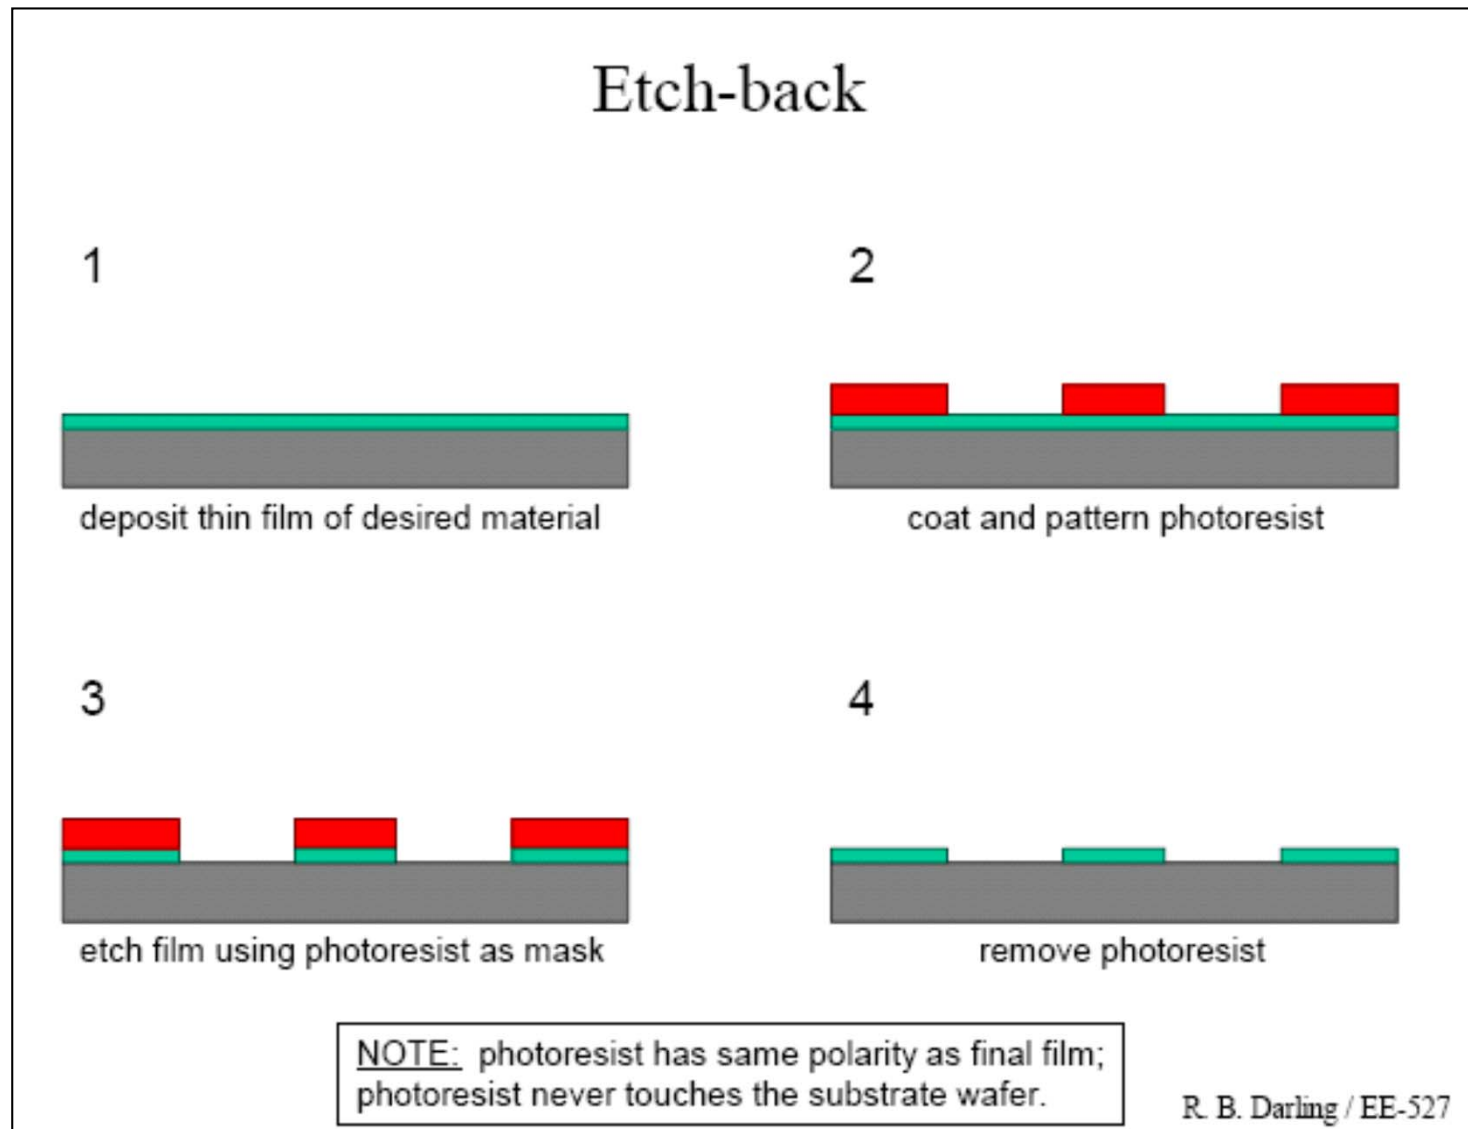 Etch-back
1
2
deposit thin film of desired material
coat and pattern photoresist
3
4
etch film using photoresist as mask
remove photoresist
NOTE: photoresist has same polarity as final film;
photoresist never touches the substrate wafer.
R. B. Darling / EE-527